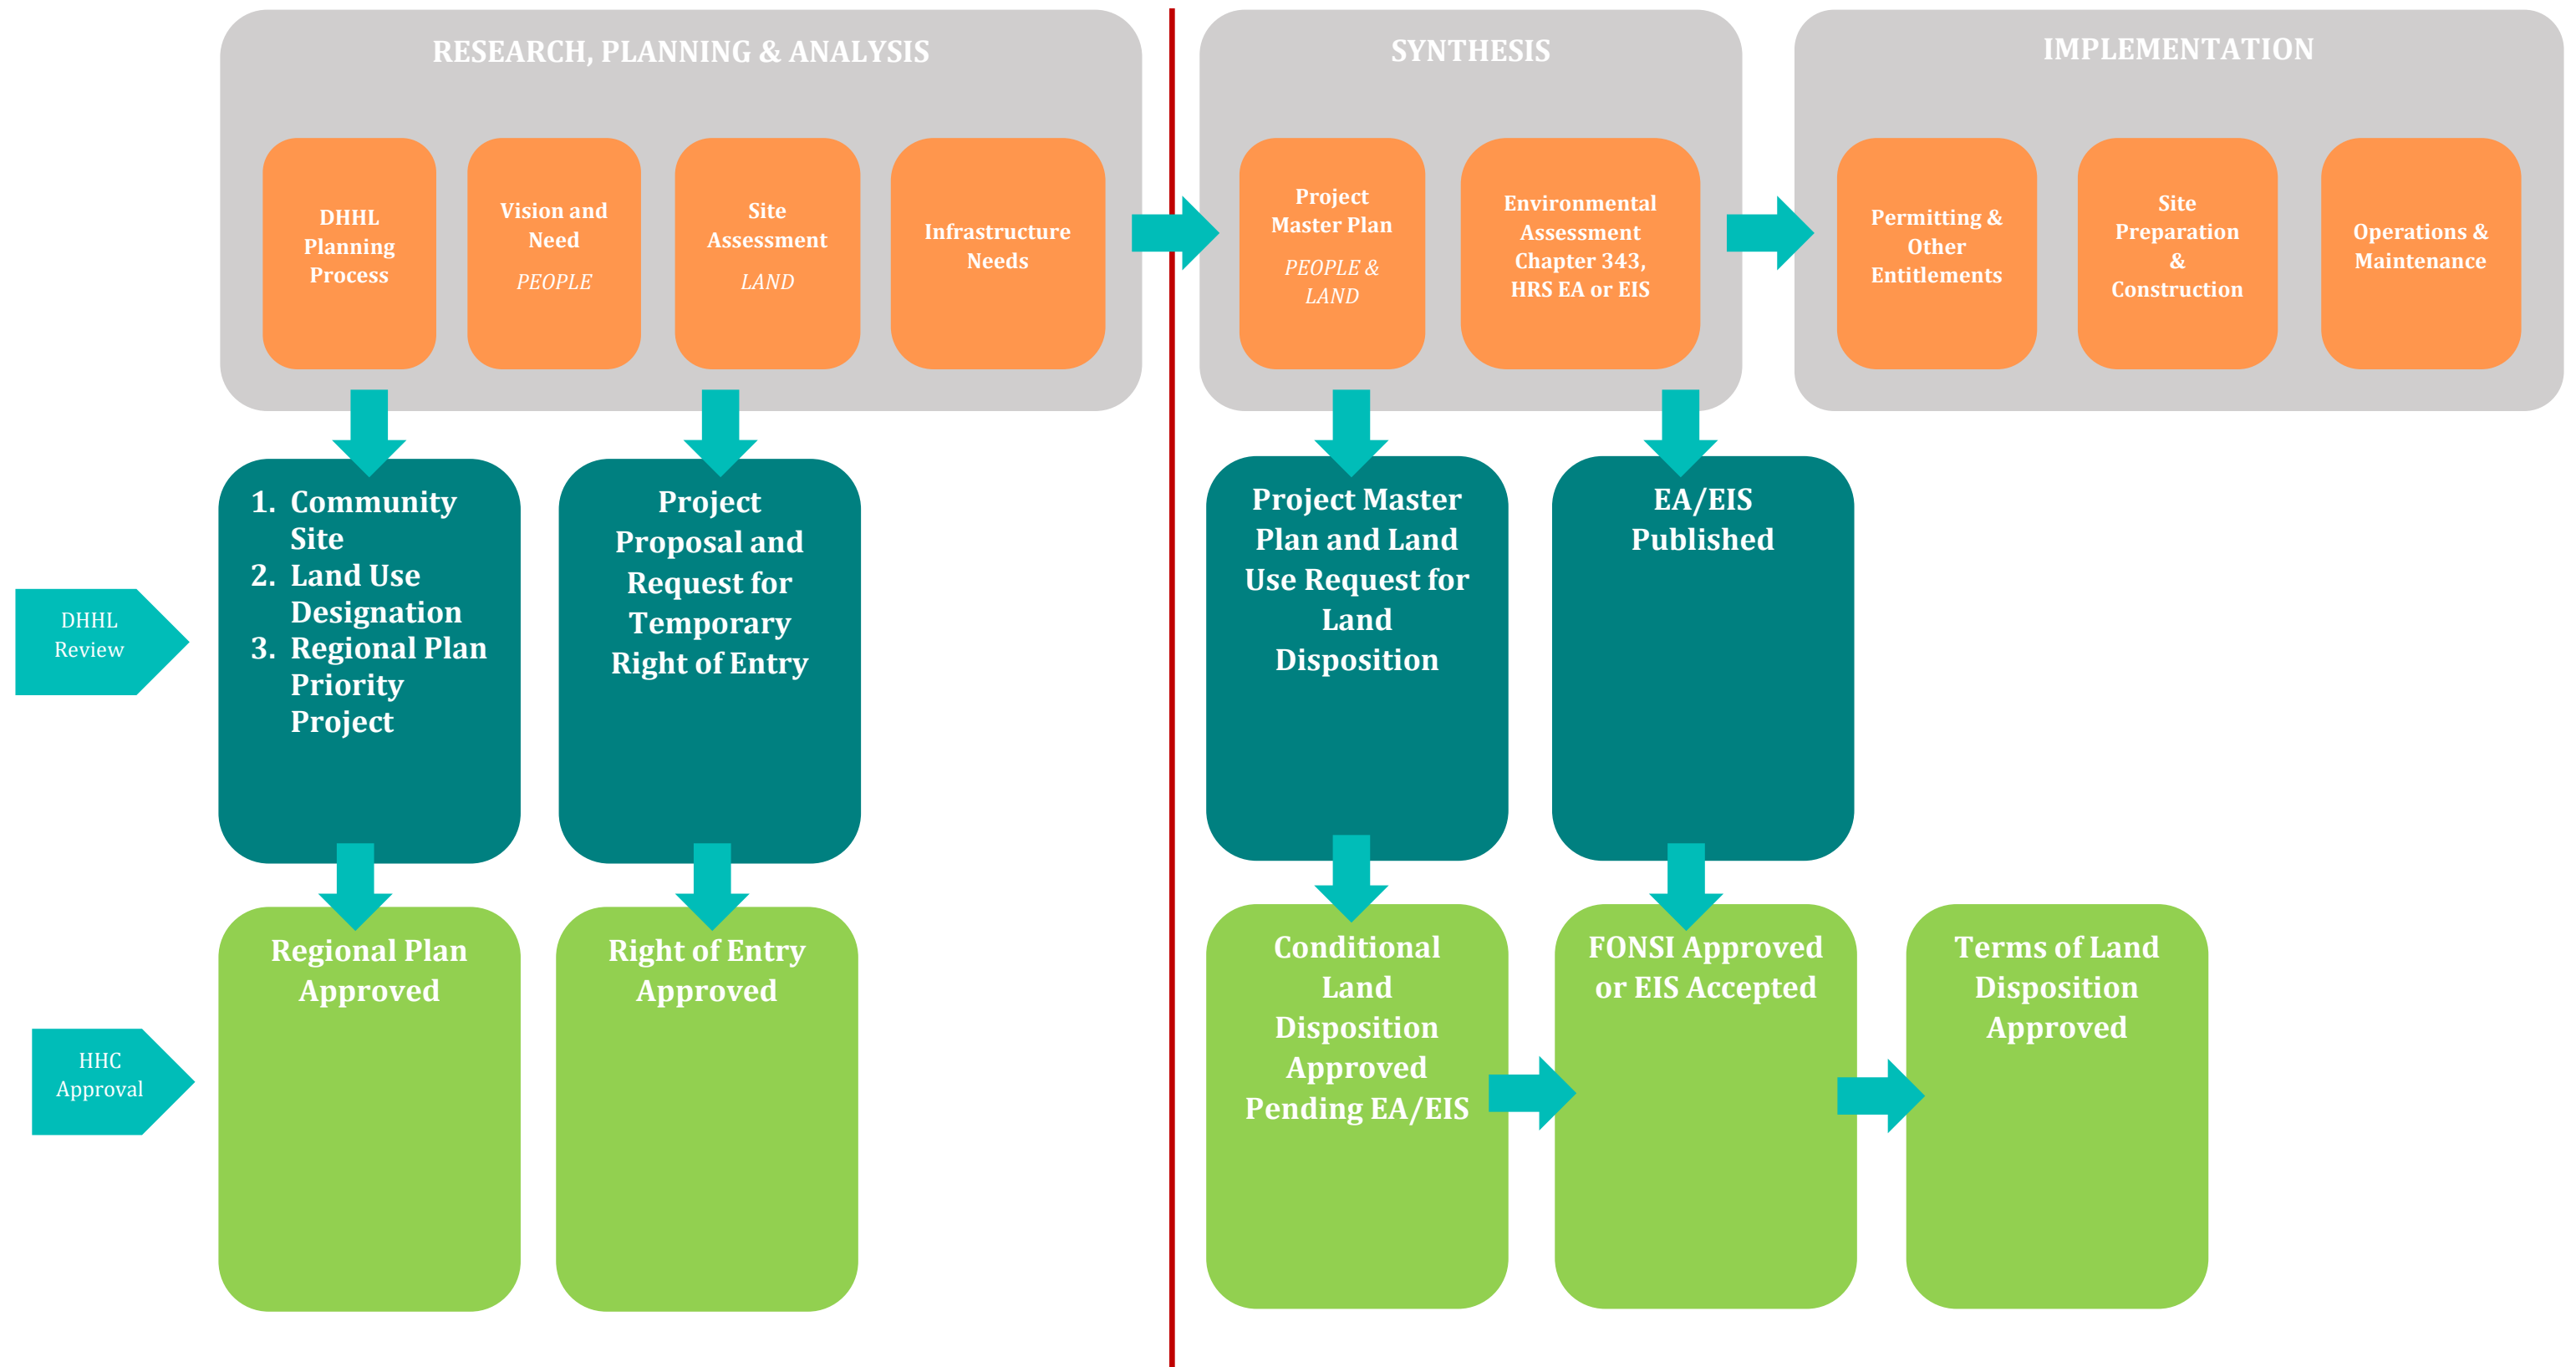 RESEARCH, PLANNING & ANALYSIS
DHHL
Planning
Process
Vision and
Need
PEOPLE
Site
Assessment
LAND
Infrastructure
Needs
SYNTHESIS
Project
Master Plan
PEOPLE &
LAND
Environmental
Assessment
Chapter 343,
HRS EA or EIS
IMPLEMENTATION
Permitting &
Other
Entitlements
Site
Preparation
&
Construction
Operations &
Maintenance
DHHL
Review
1. Community
Site
2. Land Use
Designation
3. Regional Plan
Priority
Project
Project
Proposal and
Request for
Temporary
Right of Entry
Project Master
Plan and Land
Use Request for
Land
Disposition
EA/EIS
Published
HHC
Approval
Regional Plan
Approved
Right of Entry
Approved
Conditional
Land
Disposition
Approved
Pending EA/EIS
FONSI Approved
or EIS Accepted
Terms of Land
Disposition
Approved